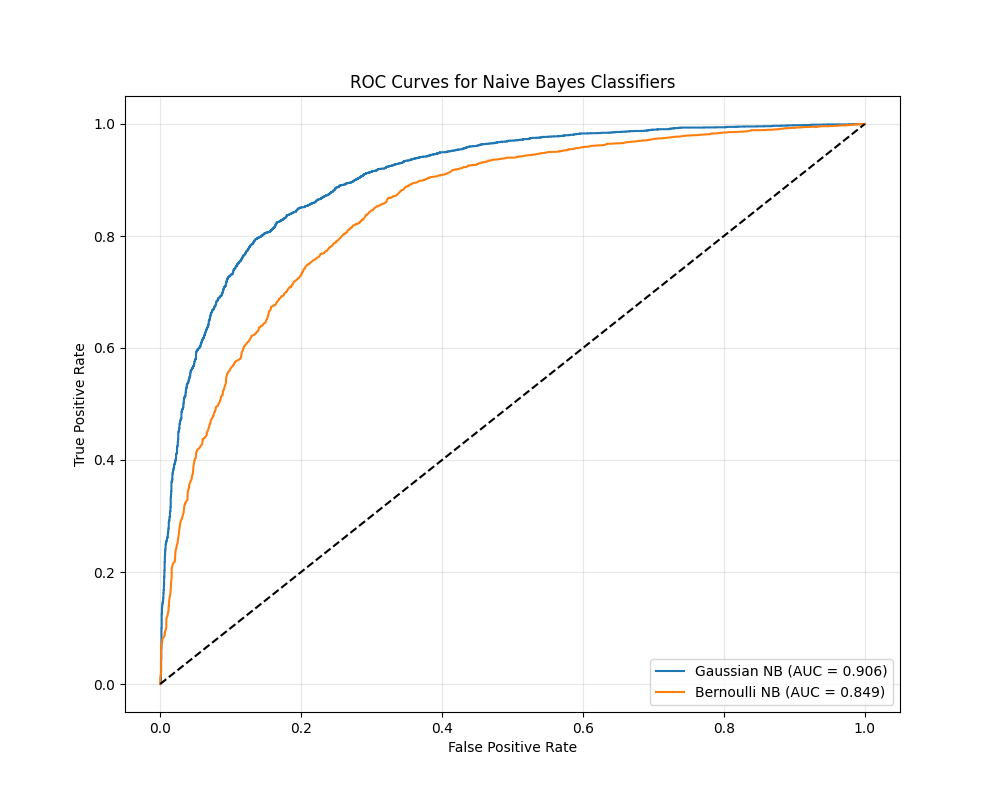 ROC Curves for Naive Bayes Classifiers
True Positive Rate
1.0
0.8
0.6
0.4
0.2
0.0
0.0 0.2 0.4 0.6 0.8 1.0
False Positive Rate
Gaussian NB (AUC = 0.906)
Bernoulli NB (AUC = 0.849)